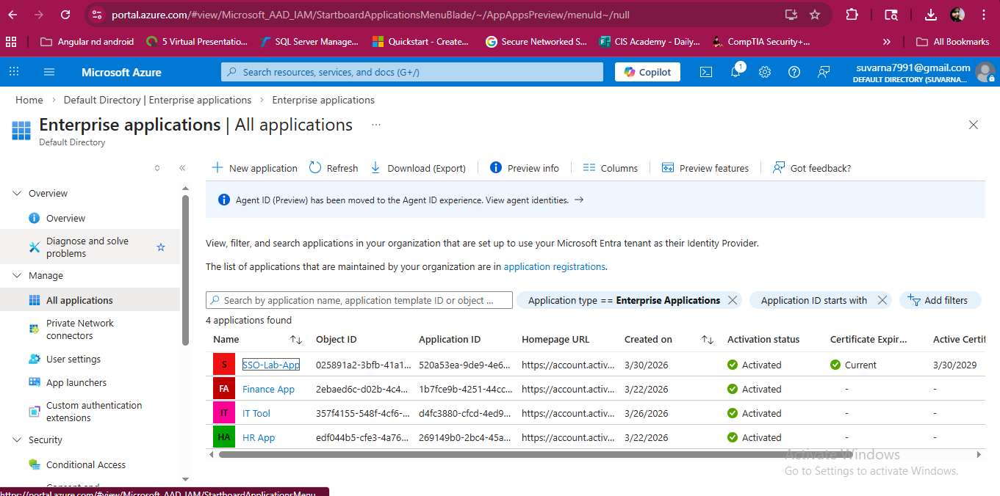 portal.azure.com/#view/Microsoft_AAD_IAM/StartboardApplicationsMenuBlade/~/AppAppsPreview/menuId~/null
Angular nd android
5 Virtual Presentatio...
SQL Server Manage...
Quickstart - Create...
Secure Networked S...
CIS Academy - Daily...
CompTIA Security+...
»
All Bookmarks
Microsoft Azure
Search resources, services, and docs (G+/)
Copilot
1
suvarna7991@gmail.com
DEFAULT DIRECTORY (SUVARNA...
Home > Default Directory | Enterprise applications > Enterprise applications
Enterprise applications | All applications ...
Default Directory
New application
Refresh
Download (Export)
Preview info
Columns
Preview features
Got feedback?
Overview
Overview
Diagnose and solve
problems
Manage
All applications
Private Network
connectors
User settings
App launchers
Custom authentication
extensions
Security
Conditional Access
Agent ID (Preview) has been moved to the Agent ID experience. View agent identities. →
View, filter, and search applications in your organization that are set up to use your Microsoft Entra tenant as their Identity Provider.
The list of applications that are maintained by your organization are in application registrations.
Search by application name, application template ID or object ...
Application type == Enterprise Applications
Application ID starts with
Add filters
4 applications found
Name Object ID Application ID Homepage URL Created on Activation status Certificate Expir... Active Certif
S SSO-Lab-App 025891a2-3bfb-41a1... 520a53ea-9de9-4e6... https://account.activ... 3/30/2026 Activated Current 3/30/2029
FA Finance App 2ebaed6c-d02b-4c4... 1b7fce9b-4251-44cc... https://account.activ... 3/22/2026 Activated - -
IT IT Tool 357f4155-548f-4cf6-... d4fc3880-cfcd-4ed9... https://account.activ... 3/26/2026 Activated - -
HA HR App edf044b5-cfe3-4a76... 269149b0-2bc4-45a... https://account.activ... 3/22/2026 Activated - -
Activate Windows
Go to Settings to activate Windows.
https://portal.azure.com/#view/Microsoft_AAD_IAM/StartboardApplicationsMenu...